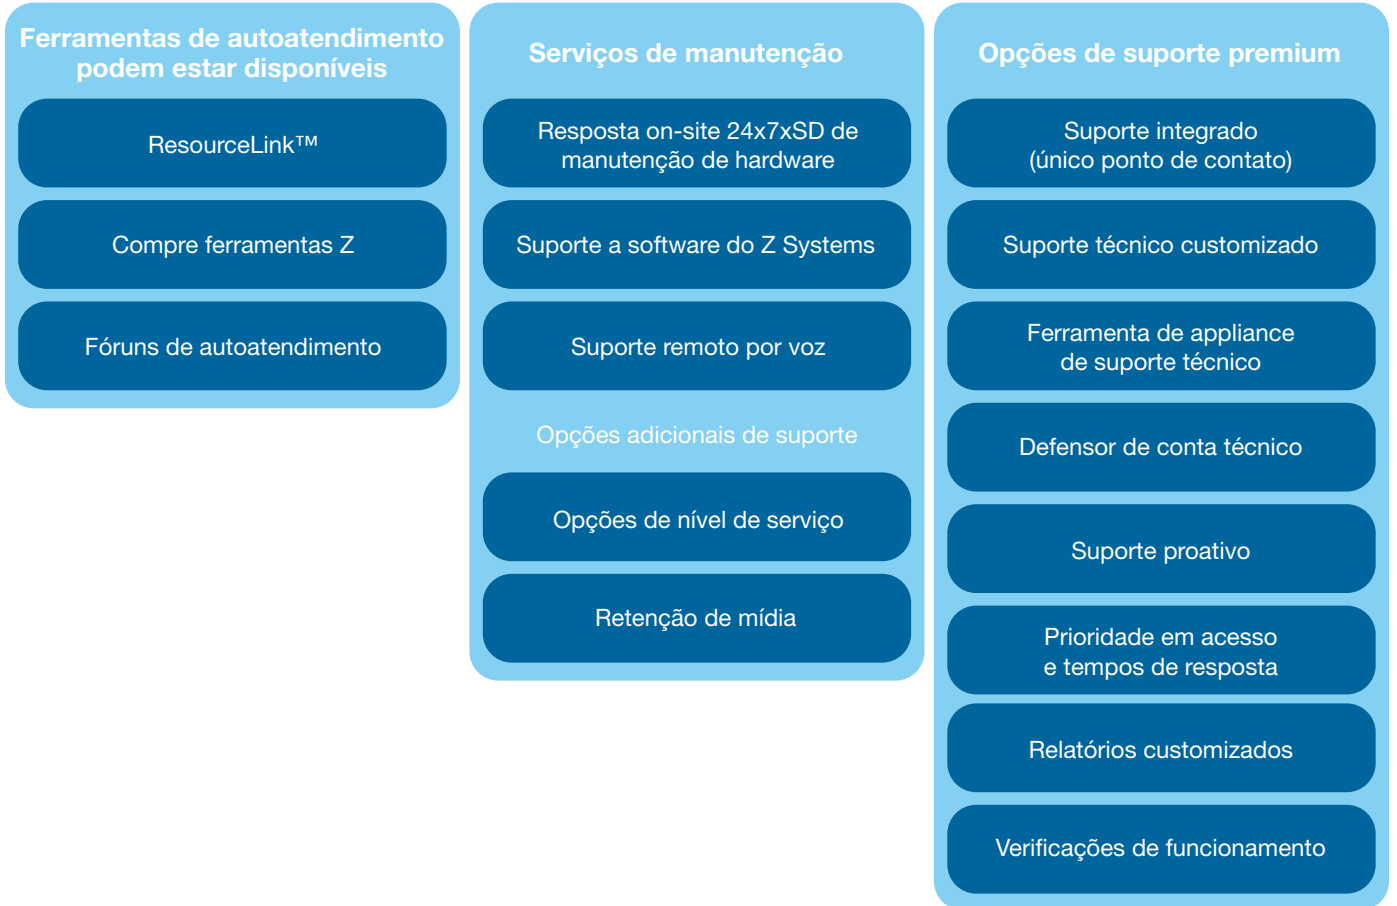 Ferramentas de autoatendimento
podem estar disponíveis
ResourceLink™
Compre ferramentas Z
Fóruns de autoatendimento
Serviços de manutenção
Resposta on-site 24x7xSD de
manutenção de hardware
Suporte a software do Z Systems
Suporte remoto por voz
Opções adicionais de suporte
Opções de nível de serviço
Retenção de mídia
Opções de suporte premium
Suporte integrado
(único ponto de contato)
Suporte técnico customizado
Ferramenta de appliance
de suporte técnico
Defensor de conta técnico
Suporte proativo
Prioridade em acesso
e tempos de resposta
Relatórios customizados
Verificações de funcionamento